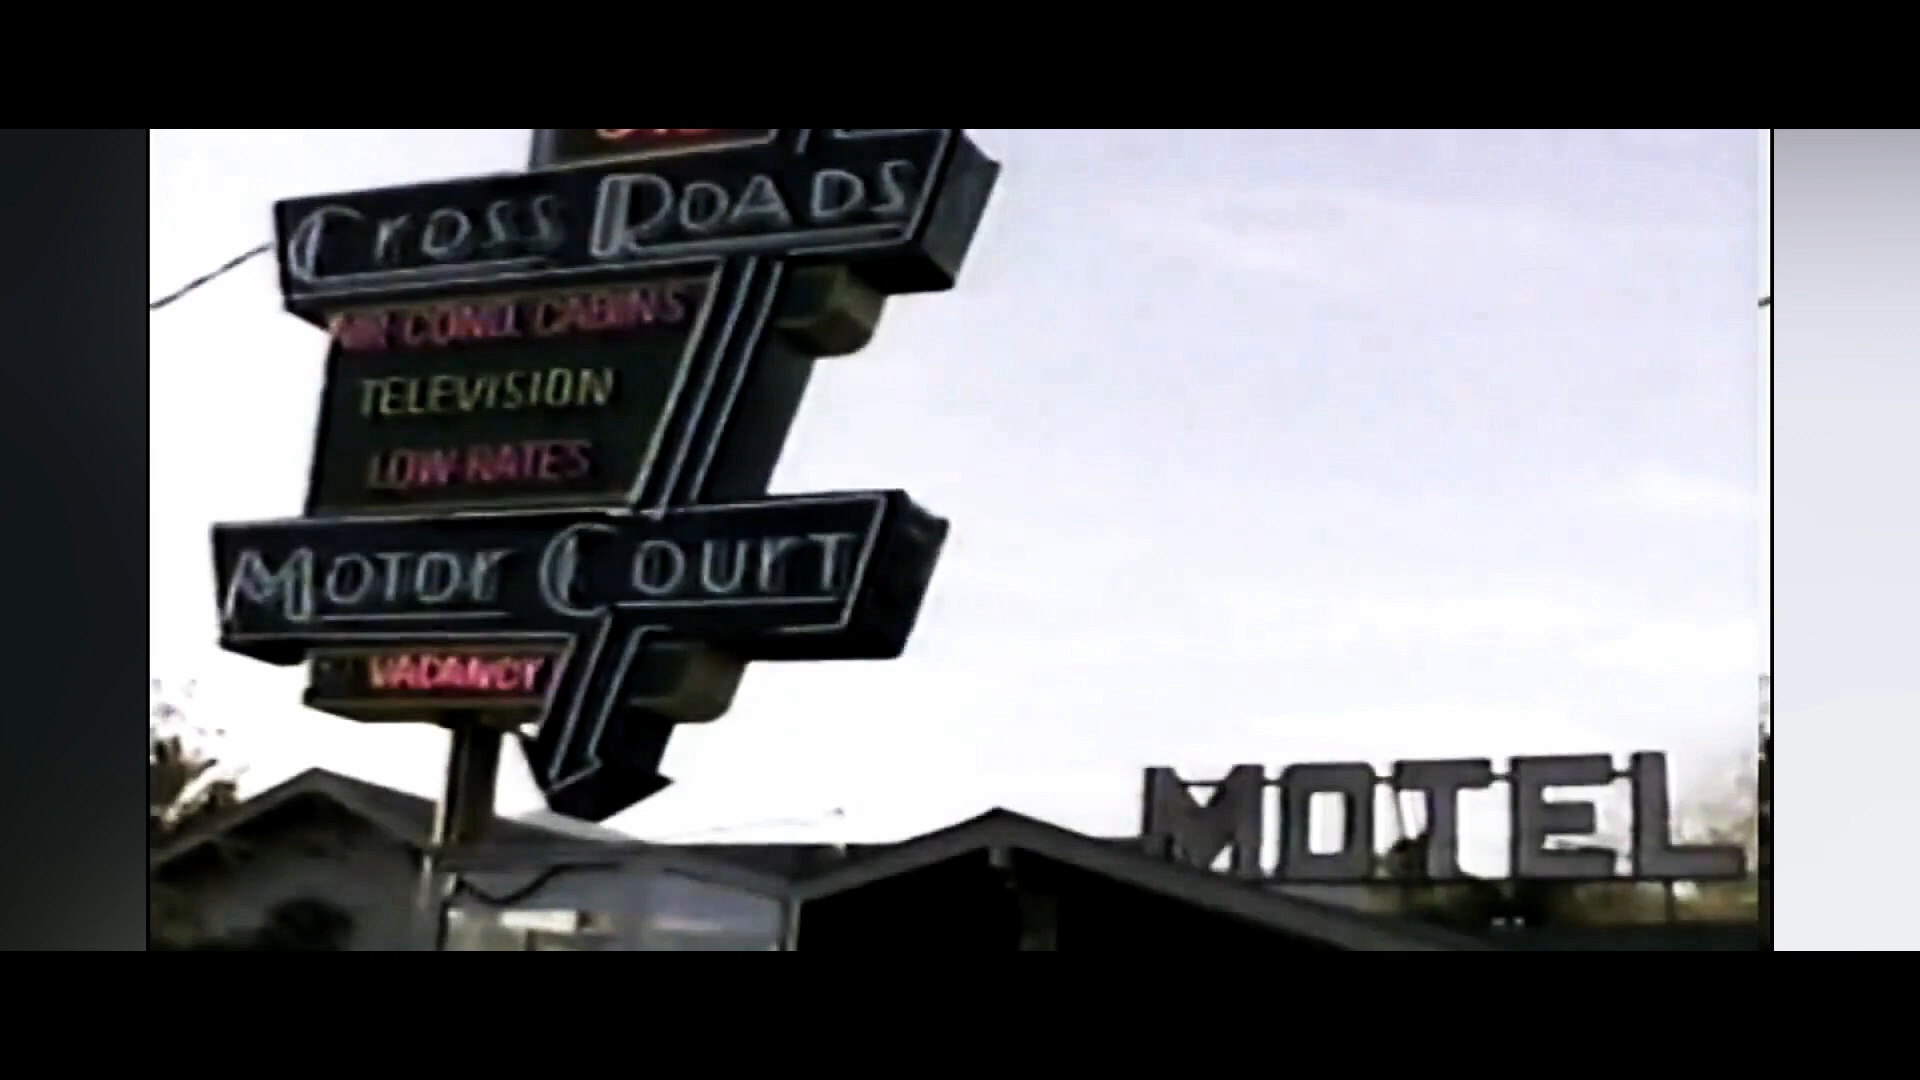 Cross Roads
AIR COND. CABINS
TELEVISION
LOW RATES
Motor Court
VACANCY
MOTEL